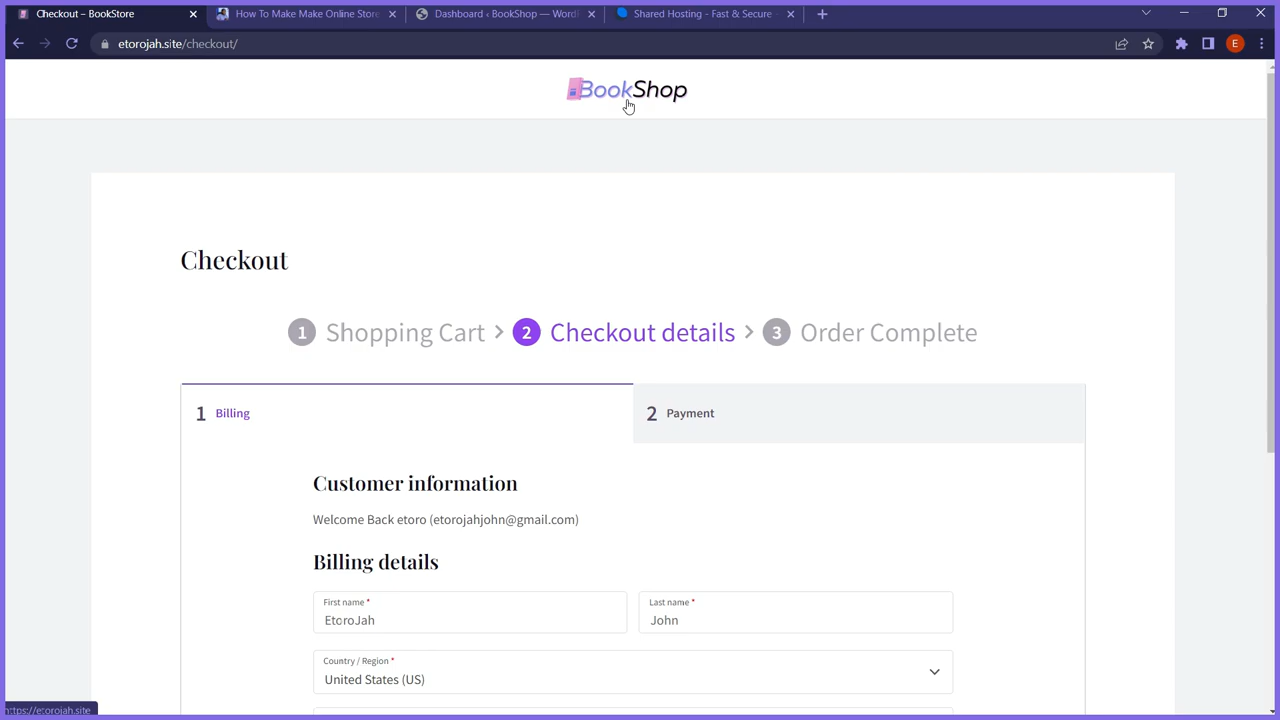 Checkout – BookStore
How To Make Make Online Store
Dashboard ‹ BookShop — WordP
Shared Hosting - Fast & Secure -
etorojah.site/checkout/
E
BookShop
Checkout
1 Shopping Cart > 2 Checkout details > 3 Order Complete
1 Billing
2 Payment
Customer information
Welcome Back etoro (etorojahjohn@gmail.com)
Billing details
First name *
EtoroJah
Last name *
John
Country / Region *
United States (US)
https://etorojah.site